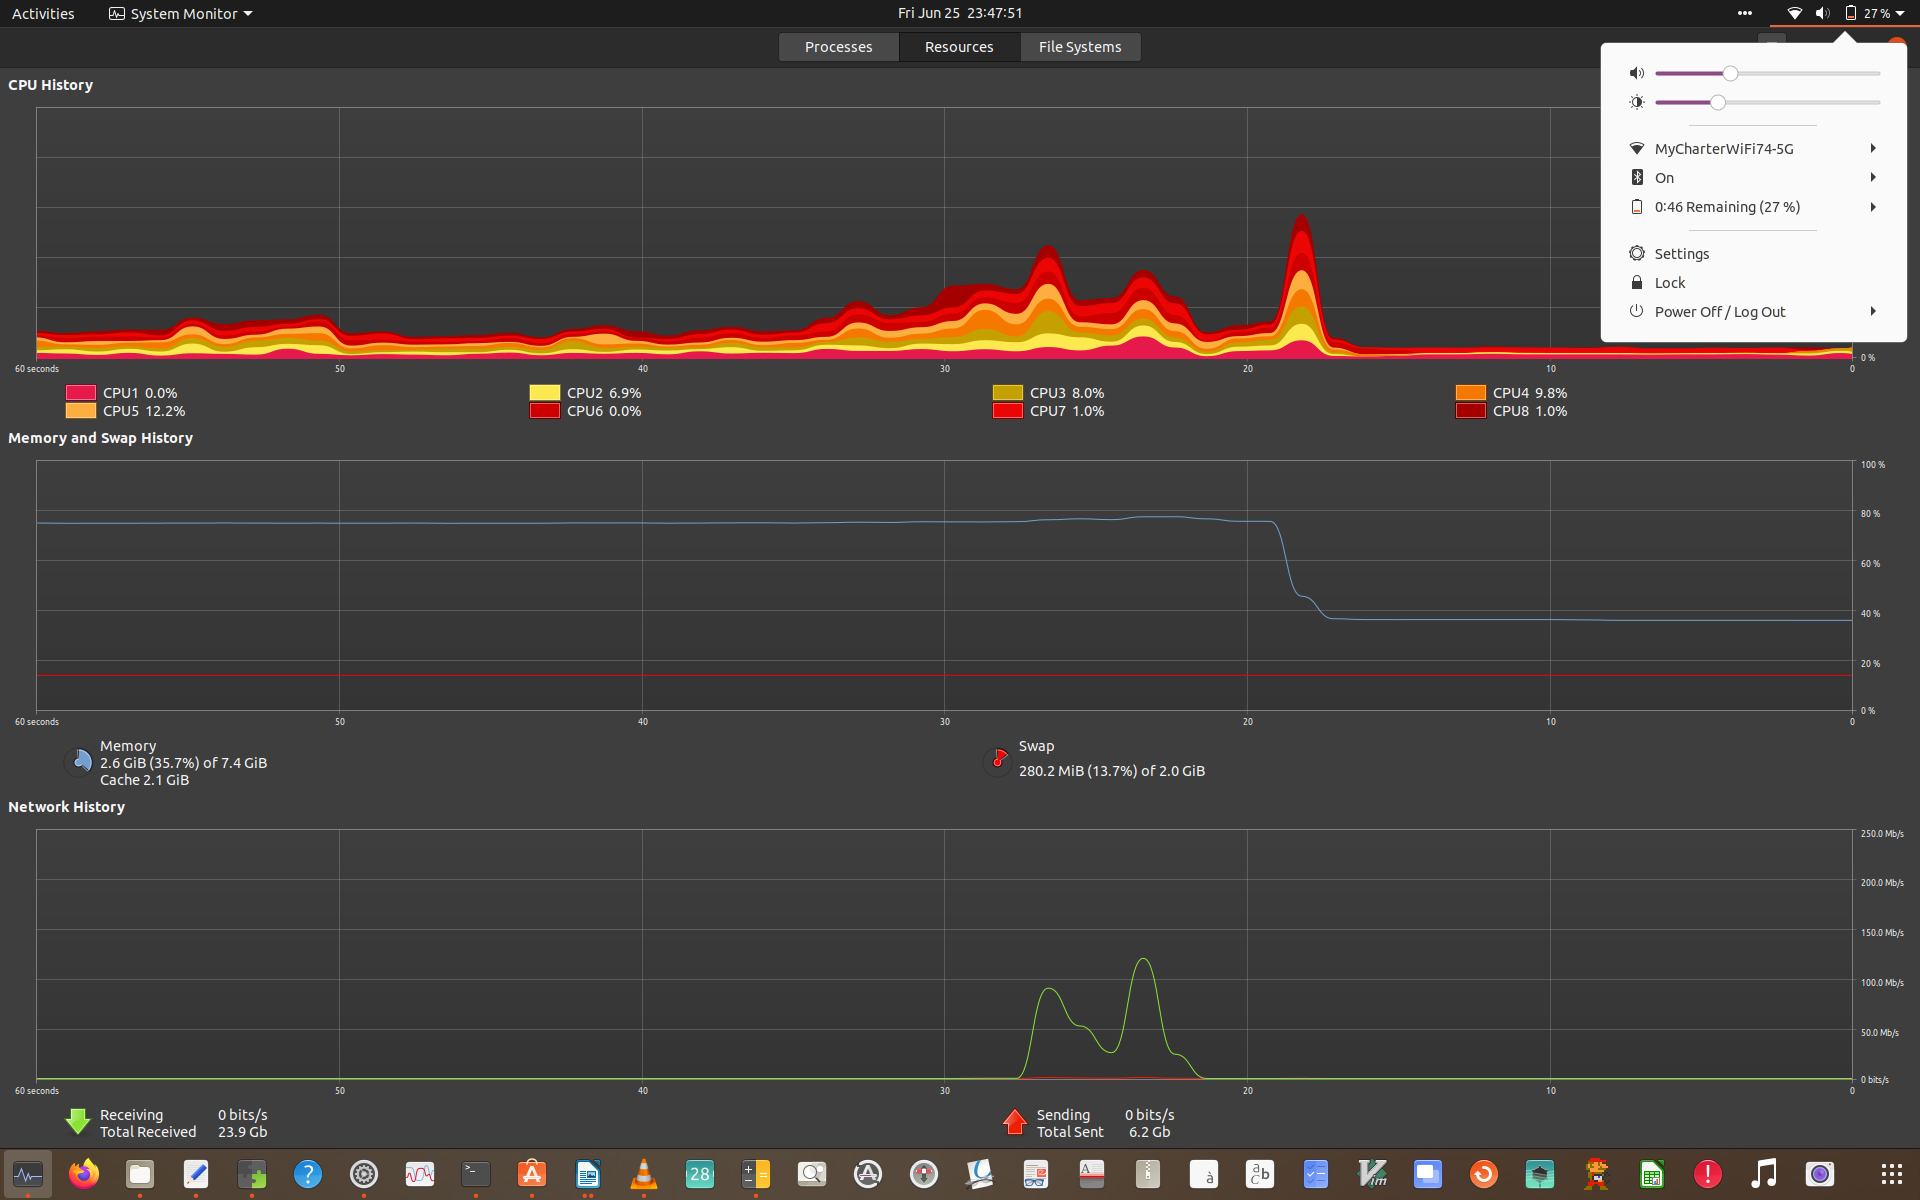 Activities
System Monitor
Fri Jun 25 23:47:51
27 %
Processes
Resources
File Systems
MyCharterWiFi74-5G
On
0:46 Remaining (27 %)
Settings
Lock
Power Off / Log Out
CPU History
0 %
60 seconds 50 40 30 20 10 0
CPU1 0.0% CPU2 6.9% CPU3 8.0% CPU4 9.8%
CPU5 12.2% CPU6 0.0% CPU7 1.0% CPU8 1.0%
Memory and Swap History
100 %
80 %
60 %
40 %
20 %
0 %
60 seconds 50 40 30 20 10 0
Memory
2.6 GiB (35.7%) of 7.4 GiB
Cache 2.1 GiB
Swap
280.2 MiB (13.7%) of 2.0 GiB
Network History
250.0 Mb/s
200.0 Mb/s
150.0 Mb/s
100.0 Mb/s
50.0 Mb/s
0 bits/s
60 seconds 50 40 30 20 10 0
Receiving 0 bits/s
Total Received 23.9 Gb
Sending 0 bits/s
Total Sent 6.2 Gb
28
Vim